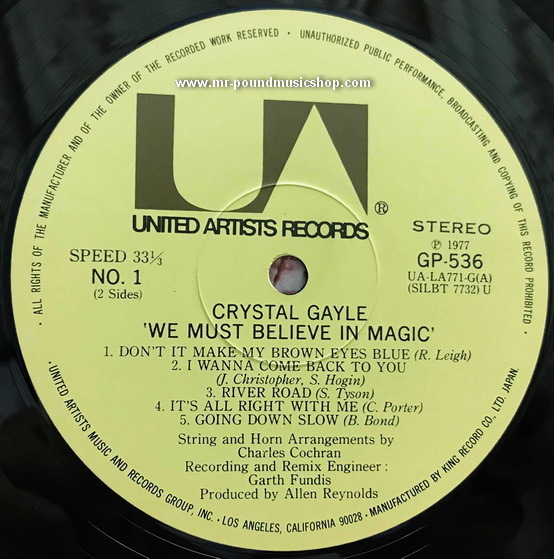 · ALL RIGHTS OF THE MANUFACTURER AND OF THE OWNER OF THE RECORDED WORK RESERVED · UNAUTHORIZED PUBLIC PERFORMANCE, BROADCASTING AND COPYING OF THIS RECORD PROHIBITED ·
www.mr-poundmusicshop.com
UA ®
UNITED ARTISTS RECORDS
STEREO
℗ 1977
SPEED 33⅓
GP-536
NO. 1
UA-LA771-G(A)
(2 Sides)
(SILBT 7732) U
CRYSTAL GAYLE
'WE MUST BELIEVE IN MAGIC'
1. DON'T IT MAKE MY BROWN EYES BLUE (R. Leigh)
2. I WANNA COME BACK TO YOU
(J. Christopher, S. Hogin)
3. RIVER ROAD (S. Tyson)
4. IT'S ALL RIGHT WITH ME (C. Porter)
5. GOING DOWN SLOW (B. Bond)
String and Horn Arrangements by
Charles Cochran
Recording and Remix Engineer :
Garth Fundis
Produced by Allen Reynolds
· UNITED ARTISTS MUSIC AND RECORDS GROUP, INC. · LOS ANGELES, CALIFORNIA 90028 · MANUFACTURED BY KING RECORD CO., LTD. JAPAN.